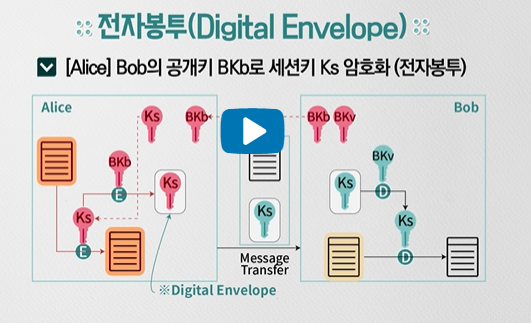 전자봉투(Digital Envelope)
[Alice] Bob의 공개키 BKb로 세션키 Ks 암호화 (전자봉투)
Alice
Bob
Ks
BKb
BKb
BKv
BKb
Ks
E
Ks
E
Ks
Ks
BKv
D
Ks
D
Message
Transfer
※Digital Envelope